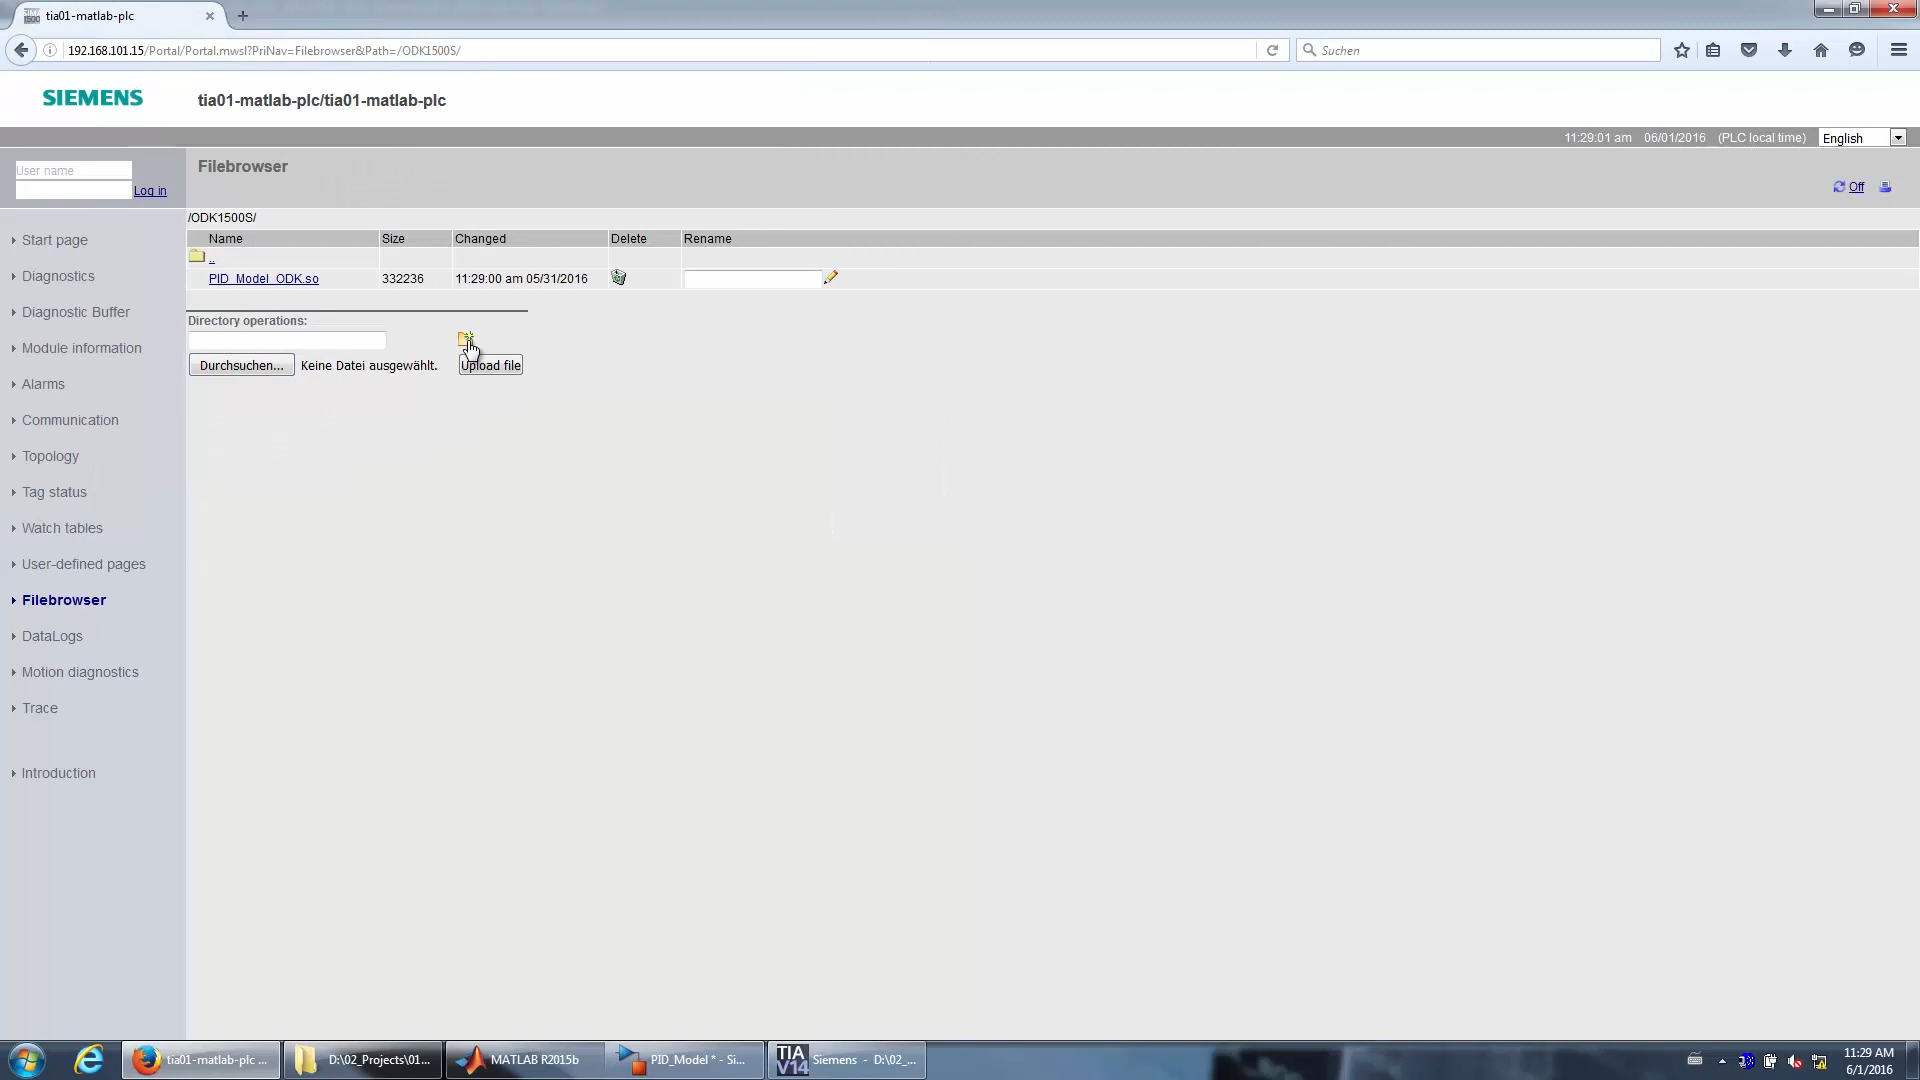 tia01-matlab-plc
192.168.101.15/Portal/Portal.mwsl?PriNav=Filebrowser&Path=/ODK1500S/
Suchen
SIEMENS
tia01-matlab-plc/tia01-matlab-plc
11:29:01 am 06/01/2016 (PLC local time) English
User name
Log in
Filebrowser
Off
/ODK1500S/
Name Size Changed Delete Rename
..
PID_Model_ODK.so 332236 11:29:00 am 05/31/2016
Directory operations:
Durchsuchen... Keine Datei ausgewählt. Upload file
Start page
Diagnostics
Diagnostic Buffer
Module information
Alarms
Communication
Topology
Tag status
Watch tables
User-defined pages
Filebrowser
DataLogs
Motion diagnostics
Trace
Introduction
tia01-matlab-plc ...
D:\02_Projects\01...
MATLAB R2015b
PID_Model * - Si...
TIA V14
Siemens - D:\02_...
11:29 AM
6/1/2016